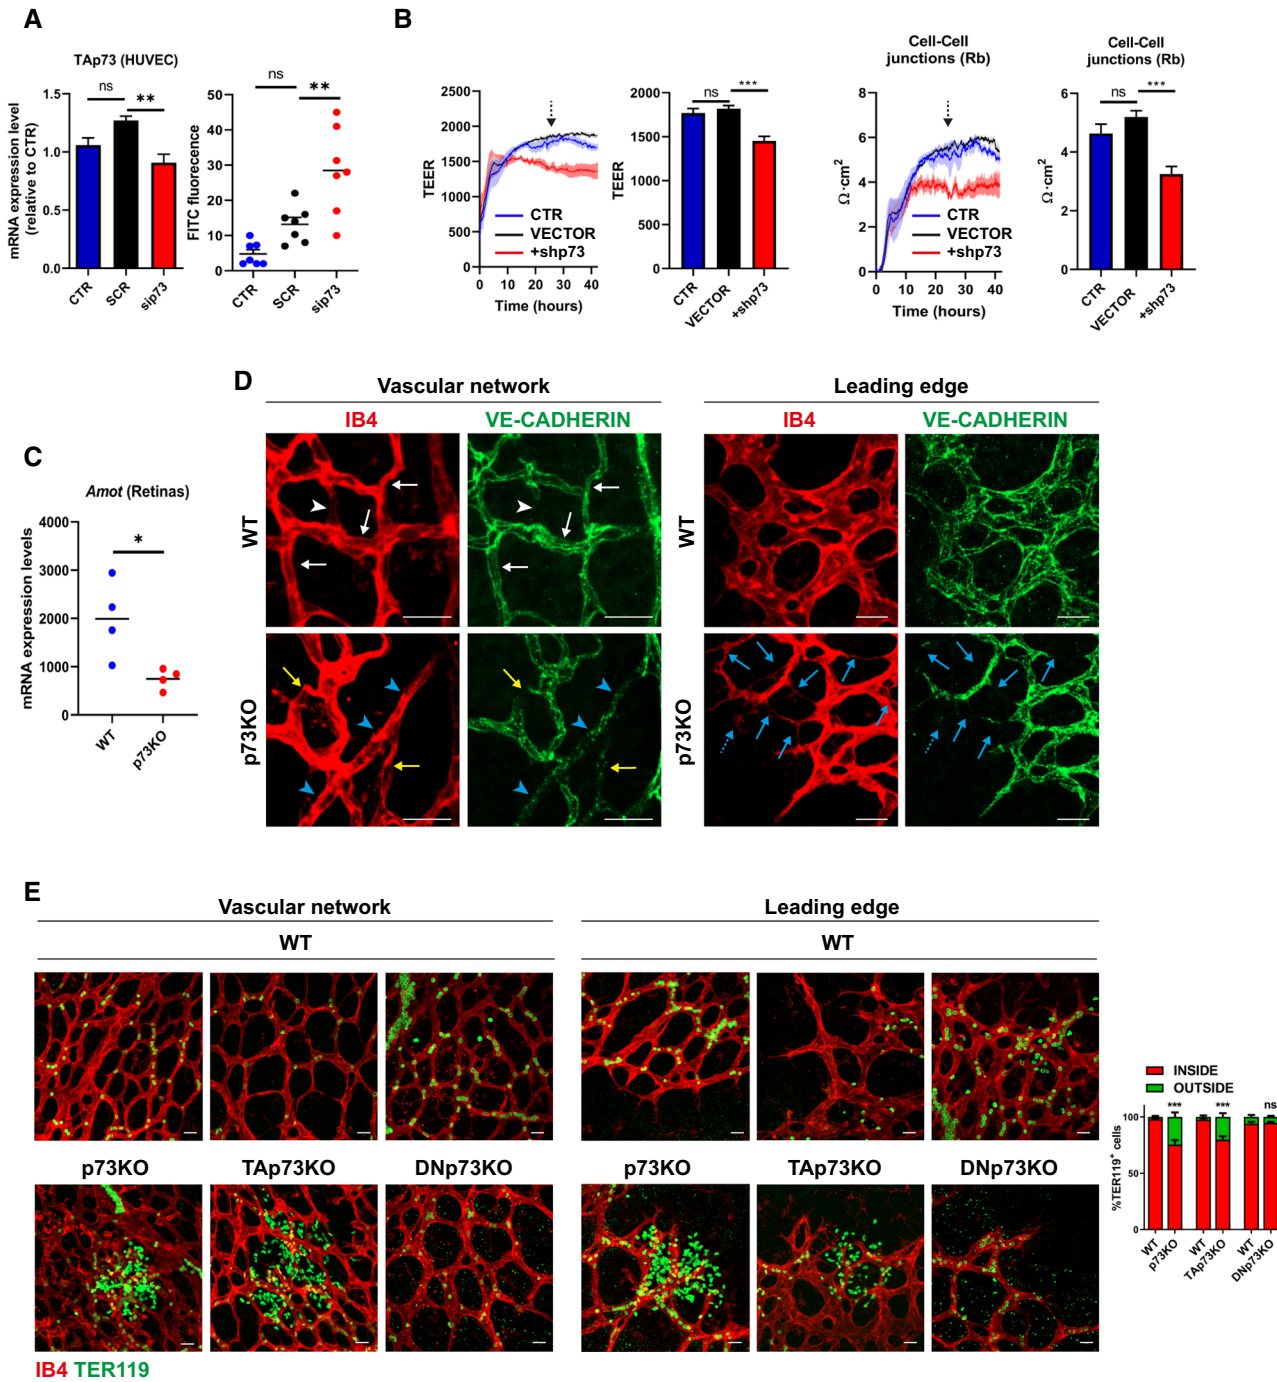 A
TAp73 (HUVEC)
mRNA expression level
(relative to CTR)
1.5
1.0
0.5
0.0
ns
**
CTR
SCR
sip73
FITC fluorescence
50
40
30
20
10
0
ns
**
CTR
SCR
sip73
B
TEER
2500
2000
1500
1000
500
0
CTR
VECTOR
+shp73
0 10 20 30 40
Time (hours)
TEER
2000
1500
1000
500
0
ns
***
CTR
VECTOR
+shp73
Cell-Cell
junctions (Rb)
Ω·cm2
8
6
4
2
0
CTR
VECTOR
+shp73
0 10 20 30 40
Time (hours)
Cell-Cell
junctions (Rb)
Ω·cm2
6
4
2
0
ns
***
CTR
VECTOR
+shp73
C
Amot (Retinas)
mRNA expression levels
4000
3000
2000
1000
0
*
WT
p73KO
D
Vascular network
Leading edge
IB4
VE-CADHERIN
IB4
VE-CADHERIN
WT
WT
p73KO
p73KO
E
Vascular network
Leading edge
WT
WT
p73KO
TAp73KO
DNp73KO
p73KO
TAp73KO
DNp73KO
IB4 TER119
INSIDE
OUTSIDE
%TER119+ cells
100
50
0
***
***
ns
WT
p73KO
WT
TAp73KO
WT
DNp73KO